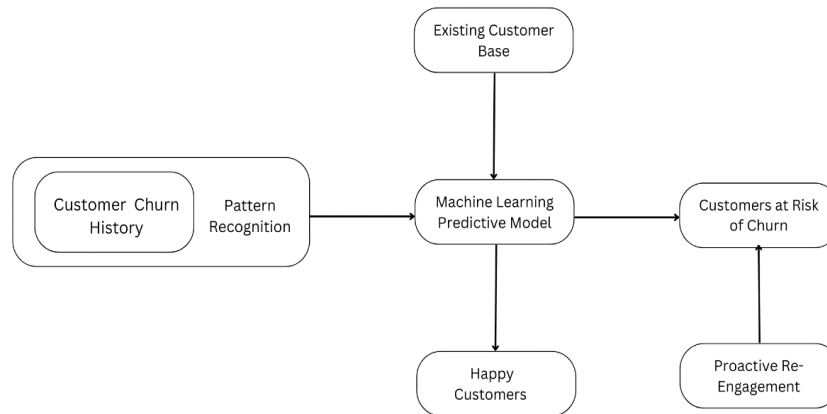 Existing Customer
Base
Customer Churn
History
Pattern
Recognition
Machine Learning
Predictive Model
Customers at Risk
of Churn
Happy
Customers
Proactive Re-
Engagement